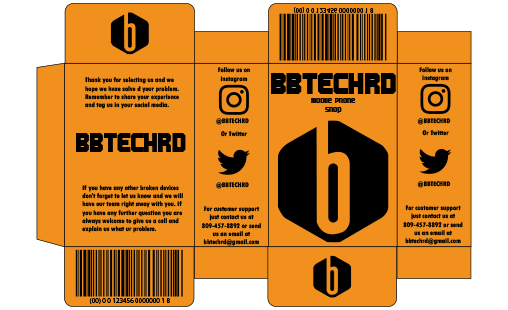 b
Thank you for selecting us and we
hope we hase solve d your problem.
Remember to share your experience
and tag us in your social media.
BBTECHRD
If you have any other broken devices
don't forget to let us know and we will
have our team right away with you. If
you have any further question you are
always welcome to give us a call and
explain us what ur problem.
(00) 0 0 123456 0000000 1 8
Follow us on
Instagram
@BBTECHRD
Or Twitter
@BBTECHRD
For customer support
just contact us at
809-457-8892 or send
us an email at
bbtechrd@gmail.com
(00) 0 0 123456 0000000 1 8
BBTECHRD
MOBILE PHONE
SHOP
b
b
Follow us on
Instagram
@BBTECHRD
Or Twitter
@BBTECHRD
For customer support
just contact us at
809-457-8892 or send
us an email at
bbtechrd@gmail.com